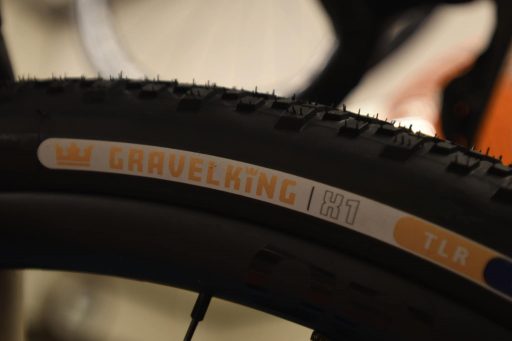 GRAVELKING | X1 TLR